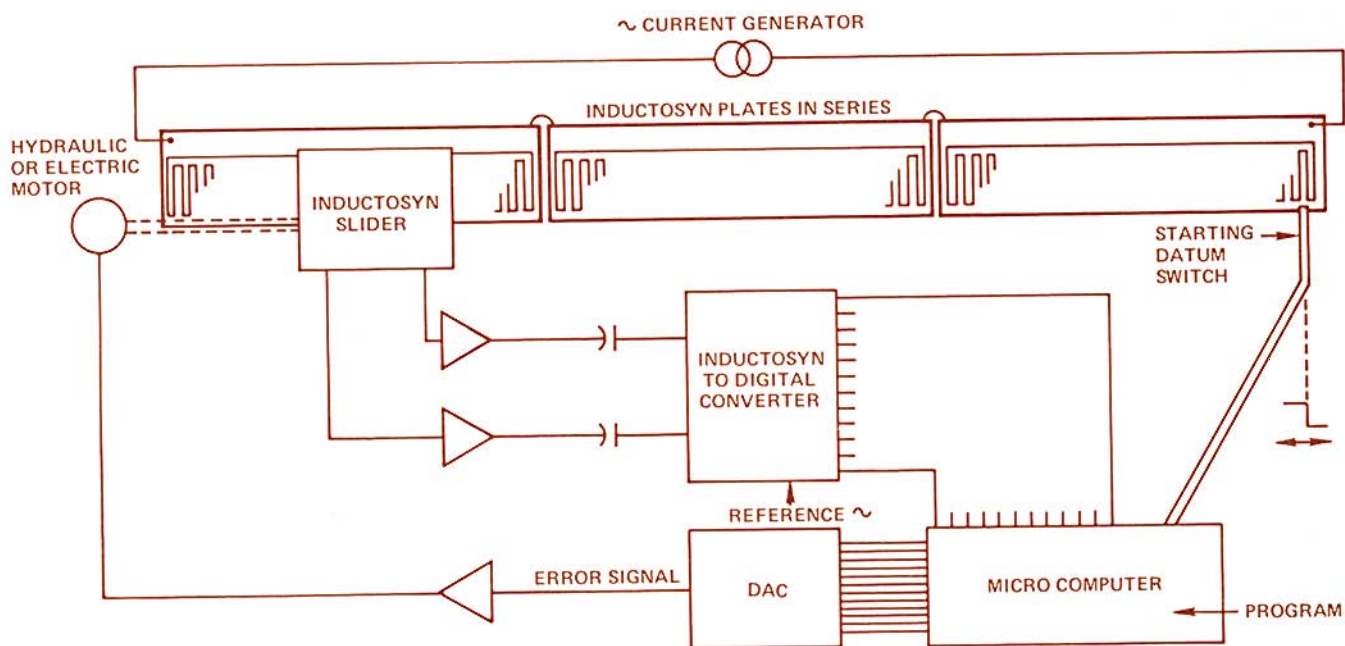 ~ CURRENT GENERATOR
INDUCTOSYN PLATES IN SERIES
HYDRAULIC
OR ELECTRIC
MOTOR
INDUCTOSYN
SLIDER
STARTING
DATUM
SWITCH
INDUCTOSYN
TO DIGITAL
CONVERTER
REFERENCE ~
ERROR SIGNAL
DAC
MICRO COMPUTER
PROGRAM